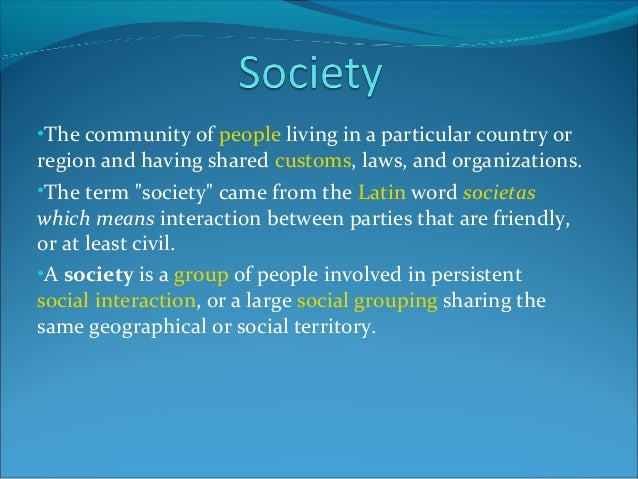 Society
•The community of people living in a particular country or
region and having shared customs, laws, and organizations.
•The term "society" came from the Latin word societas
which means interaction between parties that are friendly,
or at least civil.
•A society is a group of people involved in persistent
social interaction, or a large social grouping sharing the
same geographical or social territory.